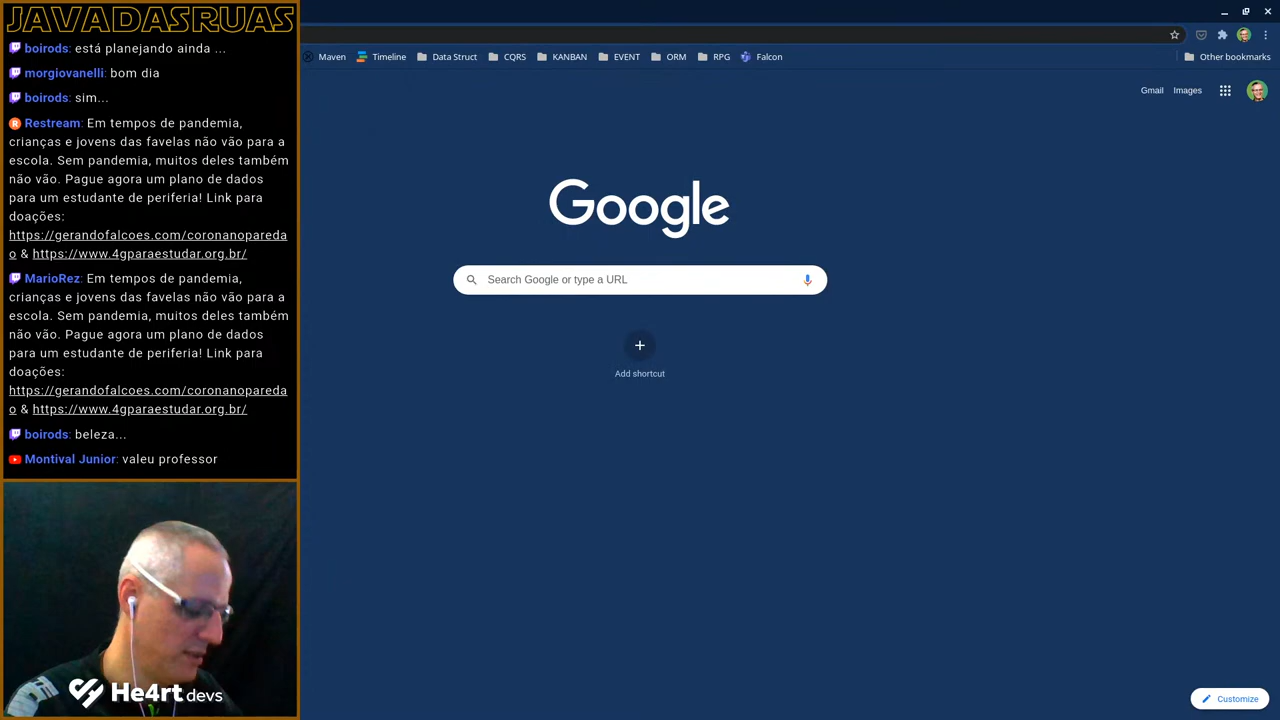 JAVADASRUAS
boirods: está planejando ainda ...
morgiovanelli: bom dia
boirods: sim...
Restream: Em tempos de pandemia,
crianças e jovens das favelas não vão para a
escola. Sem pandemia, muitos deles também
não vão. Pague agora um plano de dados
para um estudante de periferia! Link para
doações:
https://gerandofalcoes.com/coronanopareda
o & https://www.4gparaestudar.org.br/
MarioRez: Em tempos de pandemia,
crianças e jovens das favelas não vão para a
escola. Sem pandemia, muitos deles também
não vão. Pague agora um plano de dados
para um estudante de periferia! Link para
doações:
https://gerandofalcoes.com/coronanopareda
o & https://www.4gparaestudar.org.br/
boirods: beleza...
Montival Junior: valeu professor
He4rt devs
Maven Timeline Data Struct CQRS KANBAN EVENT ORM RPG Falcon Other bookmarks
Gmail Images
Google
Search Google or type a URL
Add shortcut
Customize